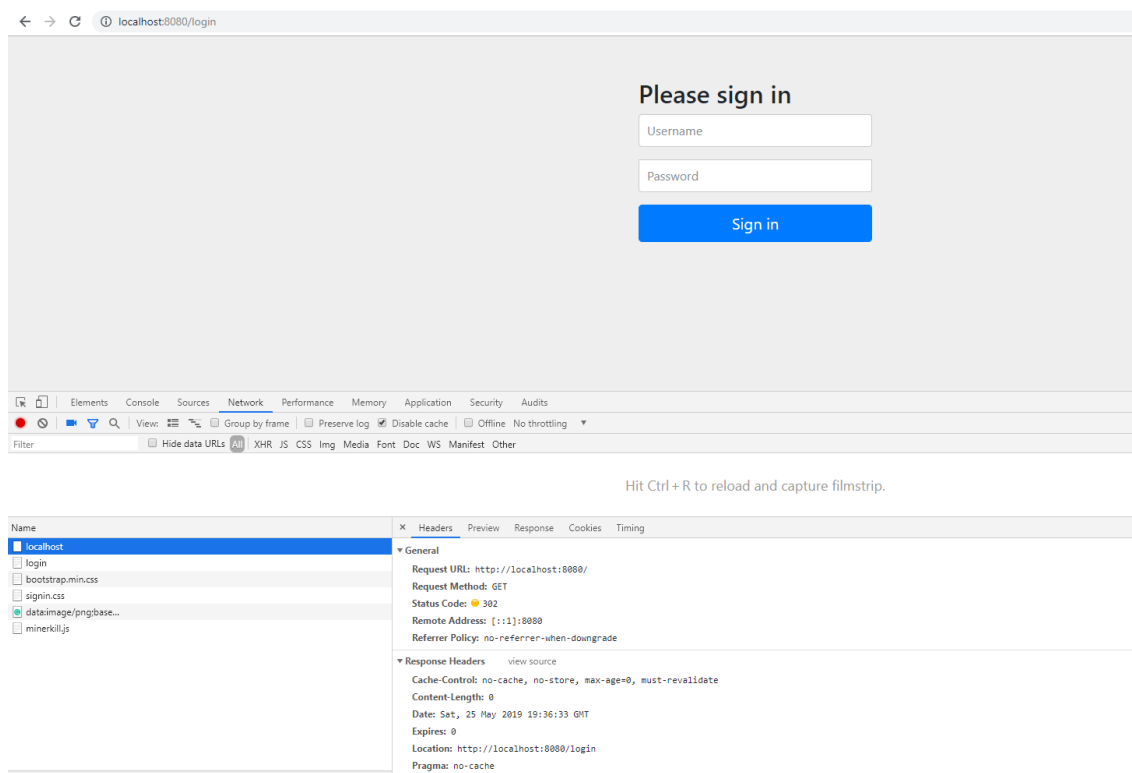 localhost:8080/login
Please sign in
Username
Password
Sign in
Elements Console Sources Network Performance Memory Application Security Audits
View: Group by frame Preserve log Disable cache Offline No throttling
Filter Hide data URLs All XHR JS CSS Img Media Font Doc WS Manifest Other
Hit Ctrl + R to reload and capture filmstrip.
Name
localhost
login
bootstrap.min.css
signin.css
data:image/png;base...
minerkill.js
× Headers Preview Response Cookies Timing
General
Request URL: http://localhost:8080/
Request Method: GET
Status Code: 302
Remote Address: [::1]:8080
Referrer Policy: no-referrer-when-downgrade
Response Headers view source
Cache-Control: no-cache, no-store, max-age=0, must-revalidate
Content-Length: 0
Date: Sat, 25 May 2019 19:36:33 GMT
Expires: 0
Location: http://localhost:8080/login
Pragma: no-cache